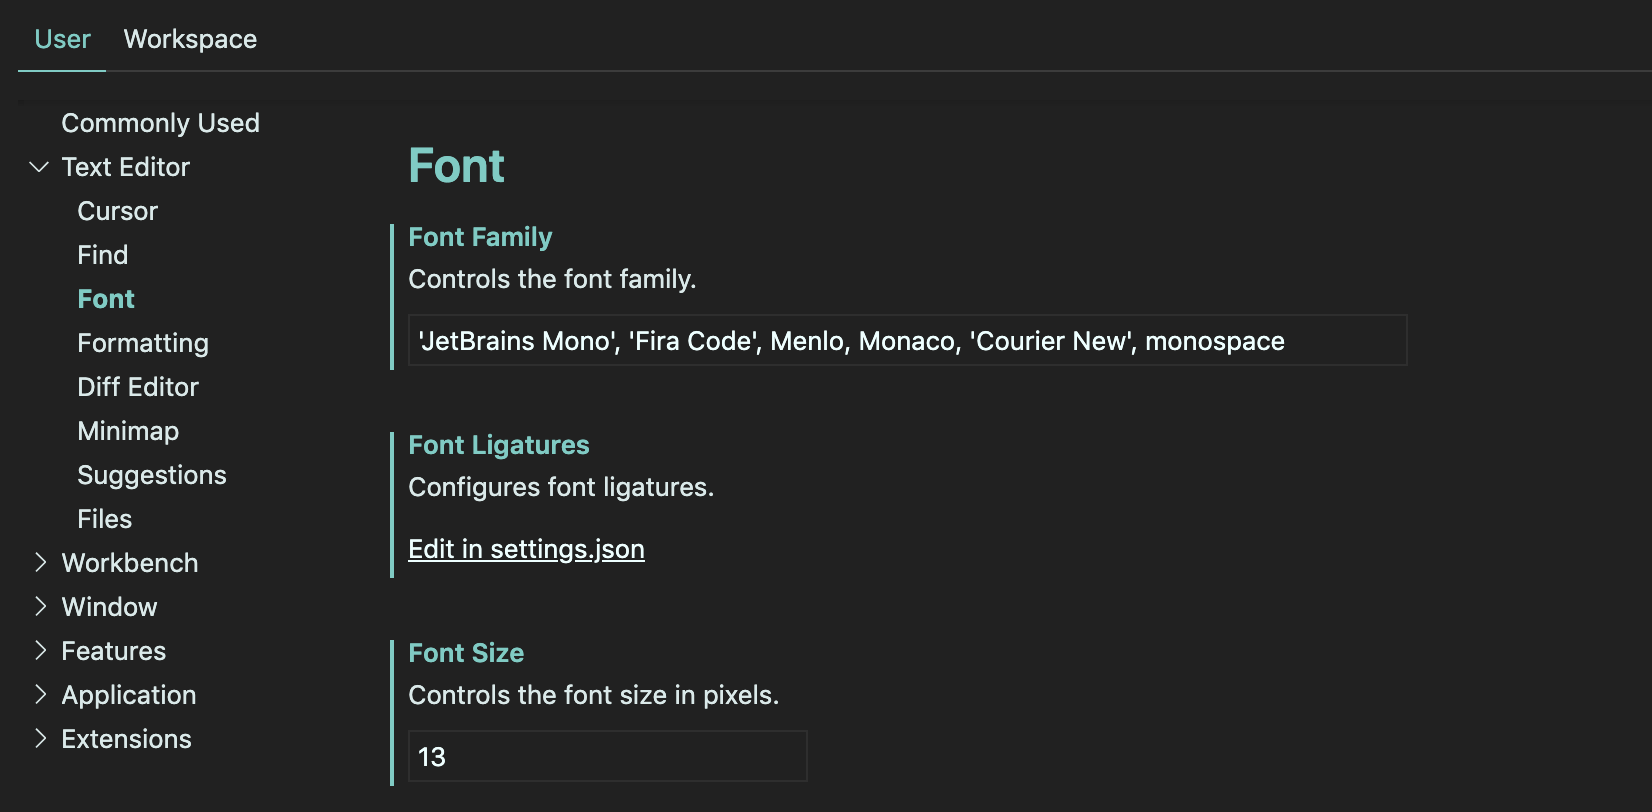 User Workspace
Commonly Used
Text Editor
Cursor
Find
Font
Formatting
Diff Editor
Minimap
Suggestions
Files
Workbench
Window
Features
Application
Extensions
Font
Font Family
Controls the font family.
'JetBrains Mono', 'Fira Code', Menlo, Monaco, 'Courier New', monospace
Font Ligatures
Configures font ligatures.
Edit in settings.json
Font Size
Controls the font size in pixels.
13